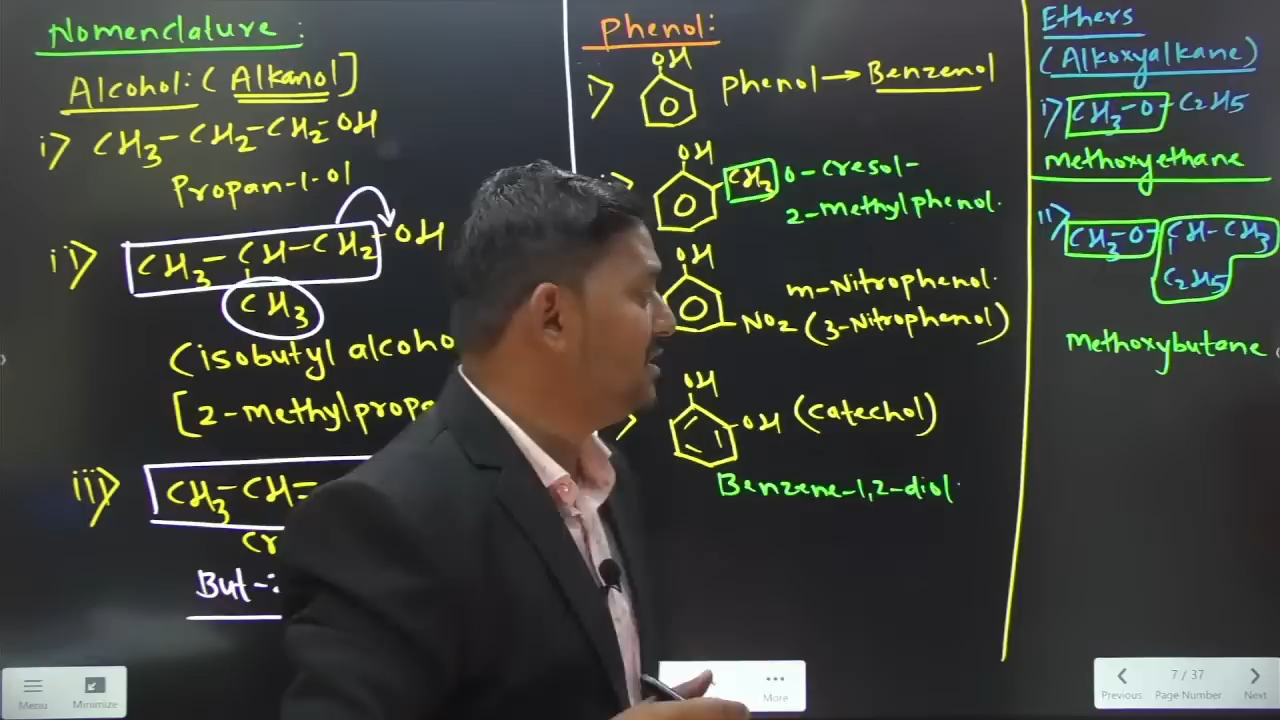 Nomenclature :
Alcohol: ( Alkanol ]
i) CH3-CH2-CH2-OH
Propan-1-ol
ii) CH3-CH-CH2-OH
CH3
(isobutyl
[2-methyl
iii) CH3-CH=
But-
Phenol:
i) OH
phenol → Benzenol
OH
CH3 o-cresol-
2-methylphenol.
OH
m-Nitrophenol.
NO2 (3-Nitrophenol)
OH
OH (catechol)
Benzene-1,2-diol.
Ethers
(Alkoxyalkane)
i) CH3-O-C2H5
methoxyethane
ii) CH3-O-CH-CH3
C2H5
methoxybutane
Menu
Minimize
More
Previous
7 / 37
Page Number
Next